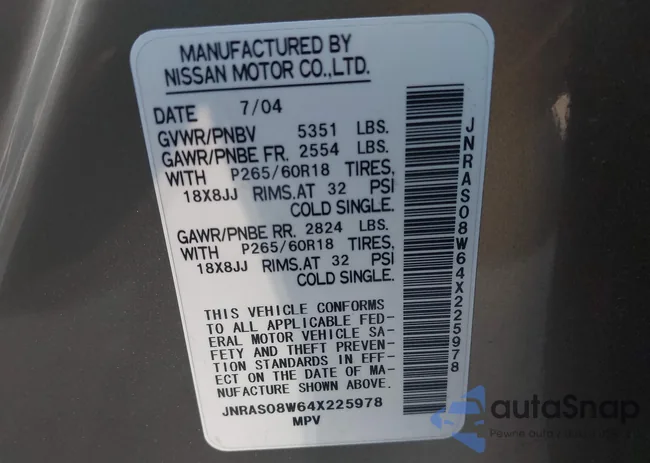 MANUFACTURED BY
NISSAN MOTOR CO.,LTD.
DATE 7/04
GVWR/PNBV 5351 LBS.
GAWR/PNBE FR. 2554 LBS.
WITH P265/60R18 TIRES,
18X8JJ RIMS.AT 32 PSI
COLD SINGLE.
GAWR/PNBE RR. 2824 LBS.
WITH P265/60R18 TIRES,
18X8JJ RIMS.AT 32 PSI
COLD SINGLE.
THIS VEHICLE CONFORMS
TO ALL APPLICABLE FED-
ERAL MOTOR VEHICLE SA-
FETY AND THEFT PREVEN-
TION STANDARDS IN EFF-
ECT ON THE DATE OF MA-
NUFACTURE SHOWN ABOVE.
JNRAS08W64X225978
MPV
JNRAS08W64X225978
autoSnap
Pewne auto z Ameryki